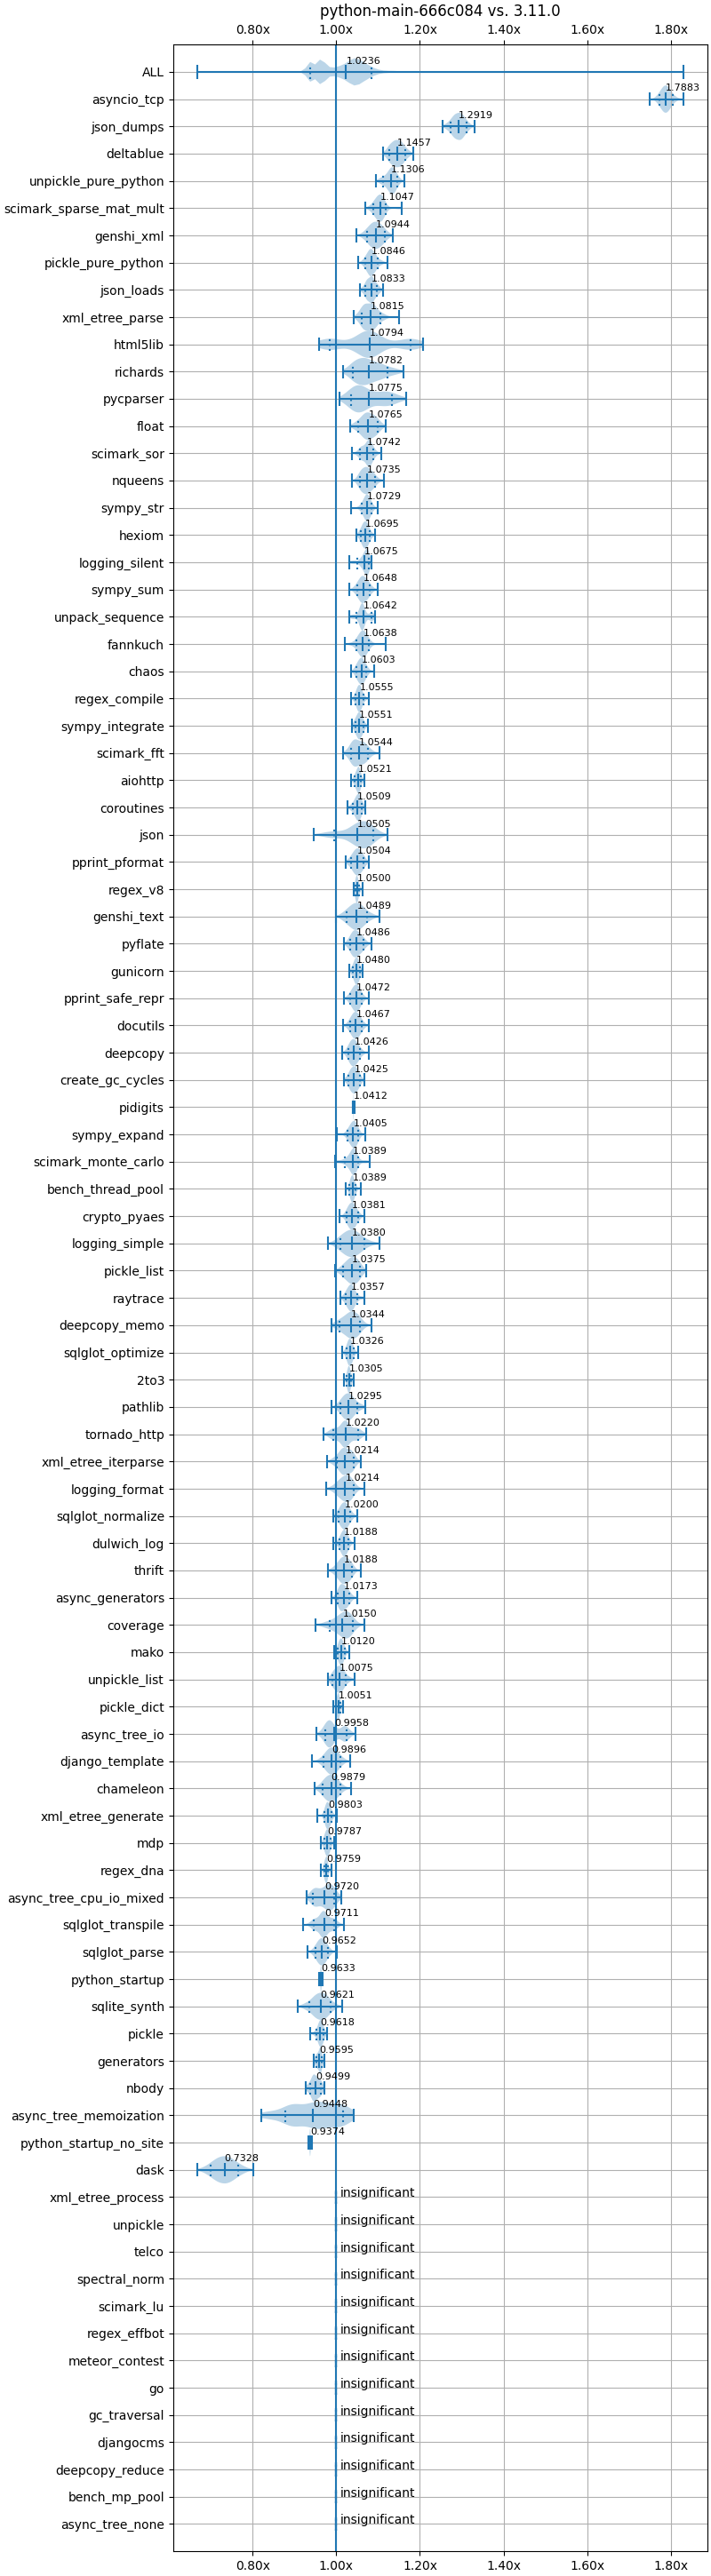 python-main-666c084 vs. 3.11.0
0.80x 1.00x 1.20x 1.40x 1.60x 1.80x
ALL 1.0236
asyncio_tcp 1.7883
json_dumps 1.2919
deltablue 1.1457
unpickle_pure_python 1.1306
scimark_sparse_mat_mult 1.1047
genshi_xml 1.0944
pickle_pure_python 1.0846
json_loads 1.0833
xml_etree_parse 1.0815
html5lib 1.0794
richards 1.0782
pycparser 1.0775
float 1.0765
scimark_sor 1.0742
nqueens 1.0735
sympy_str 1.0729
hexiom 1.0695
logging_silent 1.0675
sympy_sum 1.0648
unpack_sequence 1.0642
fannkuch 1.0638
chaos 1.0603
regex_compile 1.0555
sympy_integrate 1.0551
scimark_fft 1.0544
aiohttp 1.0521
coroutines 1.0509
json 1.0505
pprint_pformat 1.0504
regex_v8 1.0500
genshi_text 1.0489
pyflate 1.0486
gunicorn 1.0480
pprint_safe_repr 1.0472
docutils 1.0467
deepcopy 1.0426
create_gc_cycles 1.0425
pidigits 1.0412
sympy_expand 1.0405
scimark_monte_carlo 1.0389
bench_thread_pool 1.0389
crypto_pyaes 1.0381
logging_simple 1.0380
pickle_list 1.0375
raytrace 1.0357
deepcopy_memo 1.0344
sqlglot_optimize 1.0326
2to3 1.0305
pathlib 1.0295
tornado_http 1.0220
xml_etree_iterparse 1.0214
logging_format 1.0214
sqlglot_normalize 1.0200
dulwich_log 1.0188
thrift 1.0188
async_generators 1.0173
coverage 1.0150
mako 1.0120
unpickle_list 1.0075
pickle_dict 1.0051
async_tree_io 0.9958
django_template 0.9896
chameleon 0.9879
xml_etree_generate 0.9803
mdp 0.9787
regex_dna 0.9759
async_tree_cpu_io_mixed 0.9720
sqlglot_transpile 0.9711
sqlglot_parse 0.9652
python_startup 0.9633
sqlite_synth 0.9621
pickle 0.9618
generators 0.9595
nbody 0.9499
async_tree_memoization 0.9448
python_startup_no_site 0.9374
dask 0.7328
xml_etree_process insignificant
unpickle insignificant
telco insignificant
spectral_norm insignificant
scimark_lu insignificant
regex_effbot insignificant
meteor_contest insignificant
go insignificant
gc_traversal insignificant
djangocms insignificant
deepcopy_reduce insignificant
bench_mp_pool insignificant
async_tree_none insignificant
0.80x 1.00x 1.20x 1.40x 1.60x 1.80x